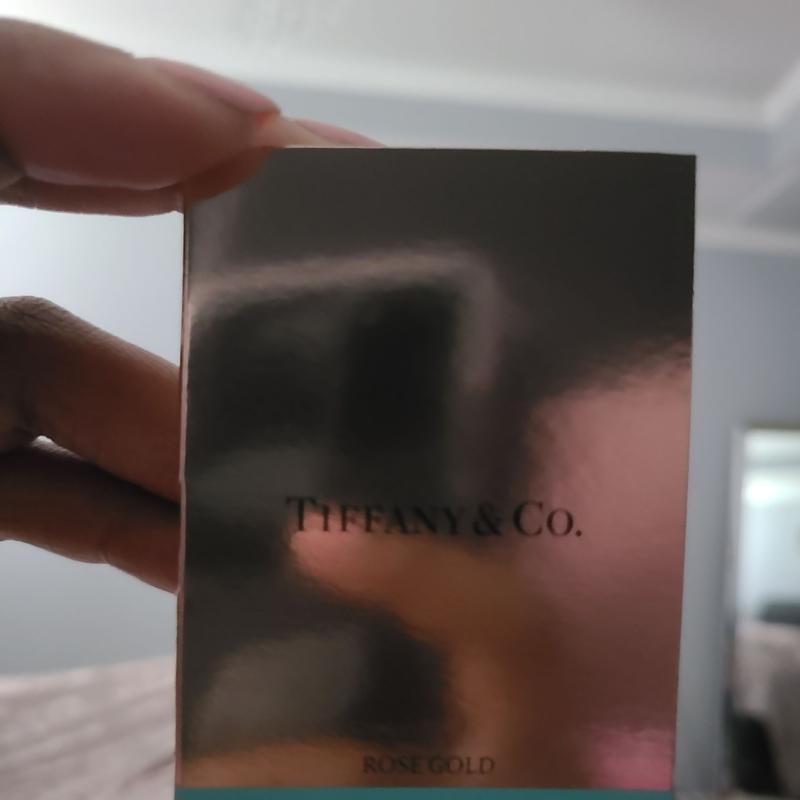 TIFFANY & CO.
ROSE GOLD